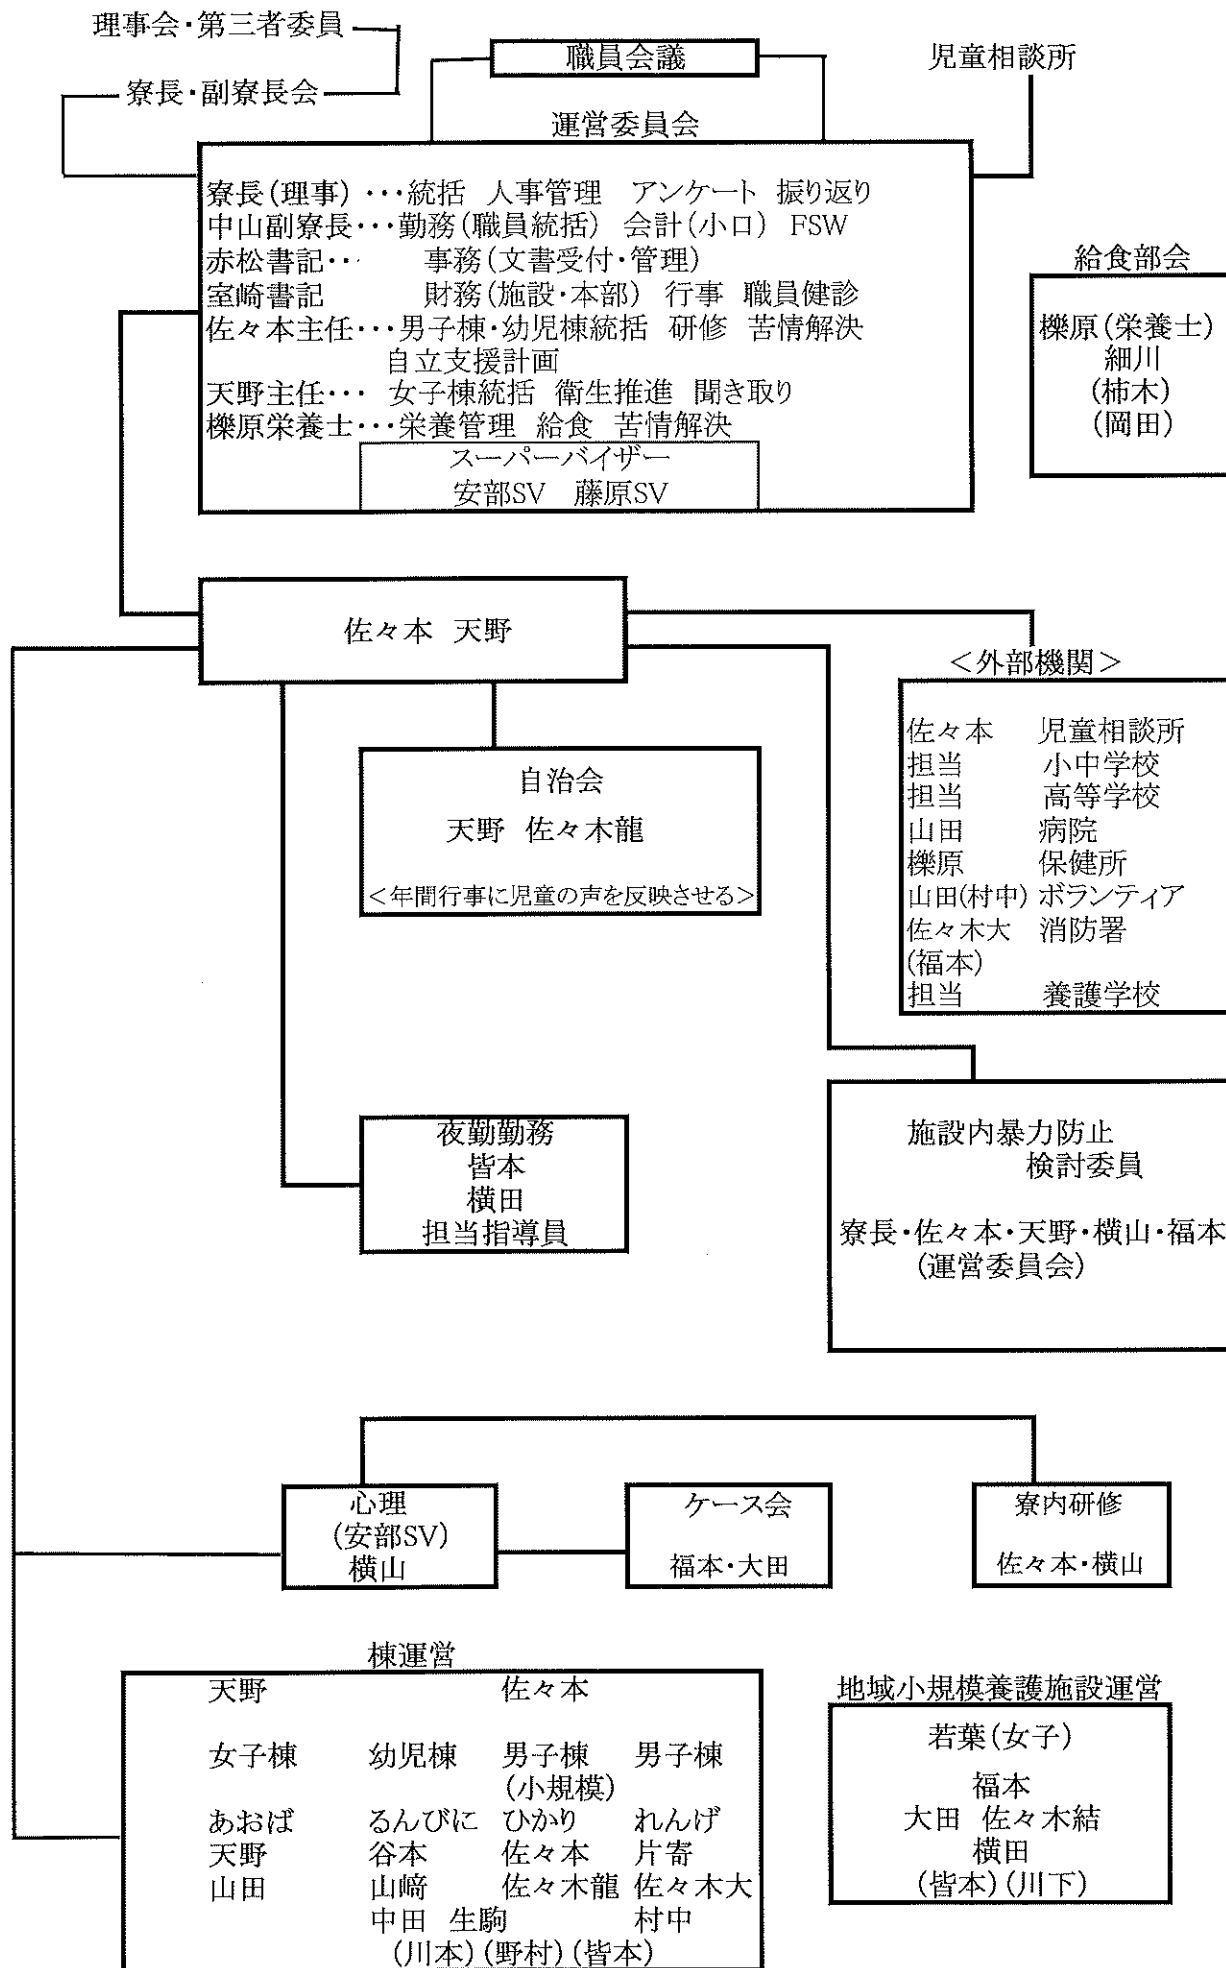 理事会・第三者委員
職員会議
児童相談所
寮長・副寮長会
運営委員会
寮長(理事)・・・統括 人事管理 アンケート 振り返り
中山副寮長・・・勤務(職員統括) 会計(小口) FSW
赤松書記・・・ 事務(文書受付・管理)
室崎書記 財務(施設・本部) 行事 職員健診
佐々本主任・・・男子棟・幼児棟統括 研修 苦情解決
自立支援計画
天野主任・・・ 女子棟統括 衛生推進 聞き取り
櫟原栄養士・・・栄養管理 給食 苦情解決
スーパーバイザー
安部SV 藤原SV
給食部会
櫟原(栄養士)
細川
(柿木)
(岡田)
佐々本 天野
<外部機関>
佐々本 児童相談所
担当 小中学校
担当 高等学校
山田 病院
櫟原 保健所
山田(村中) ボランティア
佐々木大 消防署
(福本)
担当 養護学校
自治会
天野 佐々木龍
<年間行事に児童の声を反映させる>
夜勤勤務
皆本
横田
担当指導員
施設内暴力防止
検討委員
寮長・佐々本・天野・横山・福本
(運営委員会)
心理
(安部SV)
横山
ケース会
福本・大田
寮内研修
佐々本・横山
棟運営
天野 佐々本
女子棟 幼児棟 男子棟 男子棟
(小規模)
あおば るんびに ひかり れんげ
天野 谷本 佐々本 片寄
山田 山﨑 佐々木龍 佐々木大
中田 生駒 村中
(川本)(野村)(皆本)
地域小規模養護施設運営
若葉(女子)
福本
大田 佐々木結
横田
(皆本)(川下)